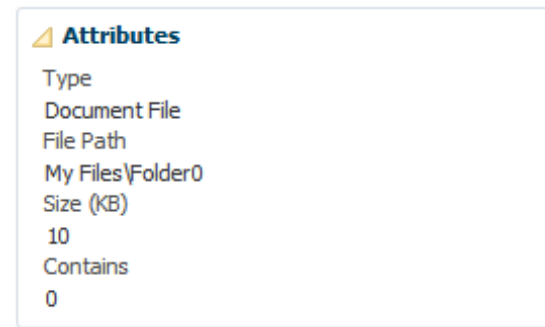 Attributes
Type
Document File
File Path
My Files\Folder0
Size (KB)
10
Contains
0